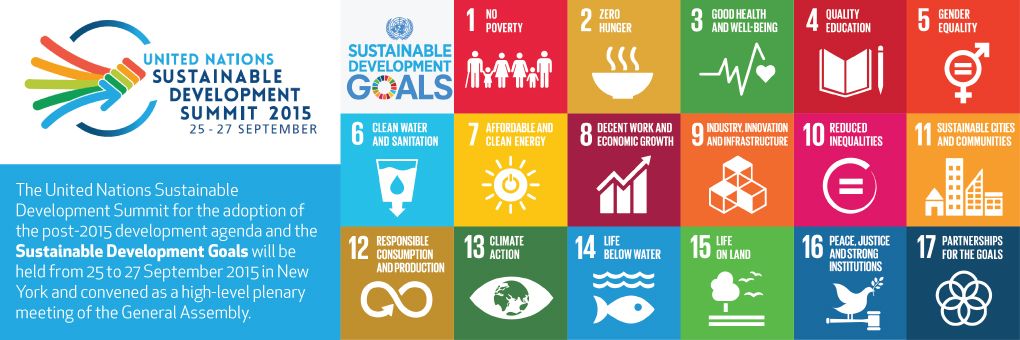 UNITED NATIONS
SUSTAINABLE
DEVELOPMENT
SUMMIT 2015
25 - 27 SEPTEMBER
The United Nations Sustainable
Development Summit for the adoption of
the post-2015 development agenda and the
Sustainable Development Goals will be
held from 25 to 27 September 2015 in New
York and convened as a high-level plenary
meeting of the General Assembly.
SUSTAINABLE
DEVELOPMENT
GOALS
1 NO
POVERTY
2 ZERO
HUNGER
3 GOOD HEALTH
AND WELL-BEING
4 QUALITY
EDUCATION
5 GENDER
EQUALITY
6 CLEAN WATER
AND SANITATION
7 AFFORDABLE AND
CLEAN ENERGY
8 DECENT WORK AND
ECONOMIC GROWTH
9 INDUSTRY, INNOVATION
AND INFRASTRUCTURE
10 REDUCED
INEQUALITIES
11 SUSTAINABLE CITIES
AND COMMUNITIES
12 RESPONSIBLE
CONSUMPTION
AND PRODUCTION
13 CLIMATE
ACTION
14 LIFE
BELOW WATER
15 LIFE
ON LAND
16 PEACE, JUSTICE
AND STRONG
INSTITUTIONS
17 PARTNERSHIPS
FOR THE GOALS